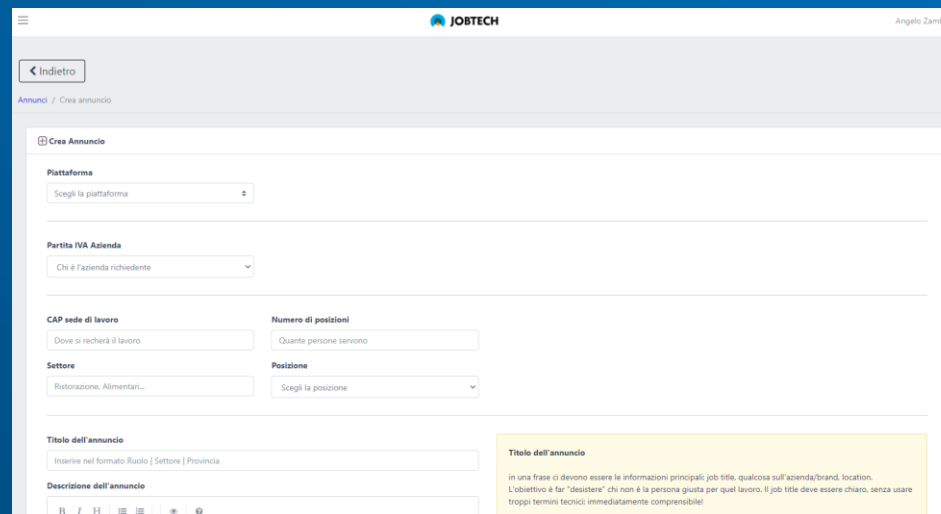 JOBTECH
Angelo
Indietro
Annunci / Crea annuncio
Crea Annuncio
Piattaforma
Scegli la piattaforma
Partita IVA Azienda
Chi è l'azienda richiedente
CAP sede di lavoro
Numero di posizioni
Dove si recherà il lavoro
Quante persone servono
Settore
Posizione
Ristorazione, Alimentari...
Scegli la posizione
Titolo dell'annuncio
Inserire nel formato Ruolo | Settore | Provincia
Titolo dell'annuncio
in una frase ci devono essere le informazioni principali: job title, qualcosa sull'azienda/brand, location.
L'obiettivo è far "desistere" chi non è la persona giusta per quel lavoro. Il job title deve essere chiaro, senza usare
troppi termini tecnici: immediatamente comprensibile!
Descrizione dell'annuncio
B I H